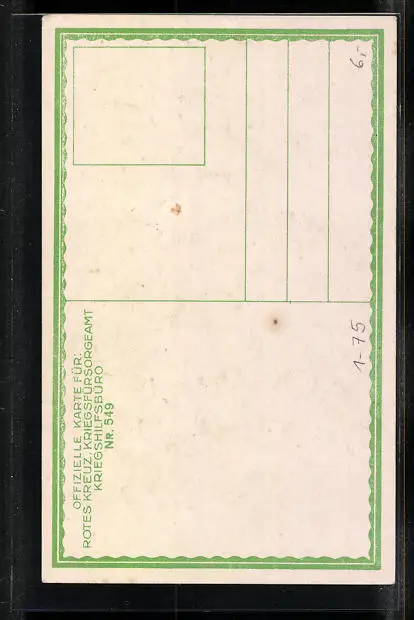 OFFIZIELLE KARTE FÜR:
ROTES KREUZ, KRIEGSFÜRSORGEAMT
KRIEGSHILFSBÜRO
NR. 549
6,-
1-75